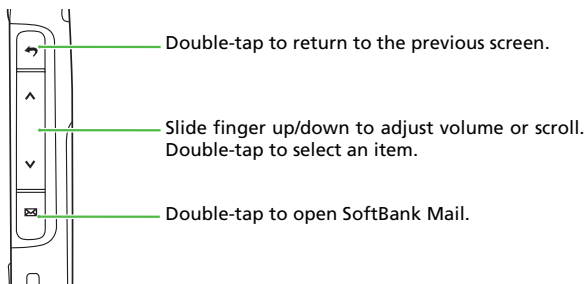 Double-tap to return to the previous screen.
Slide finger up/down to adjust volume or scroll.
Double-tap to select an item.
Double-tap to open SoftBank Mail.